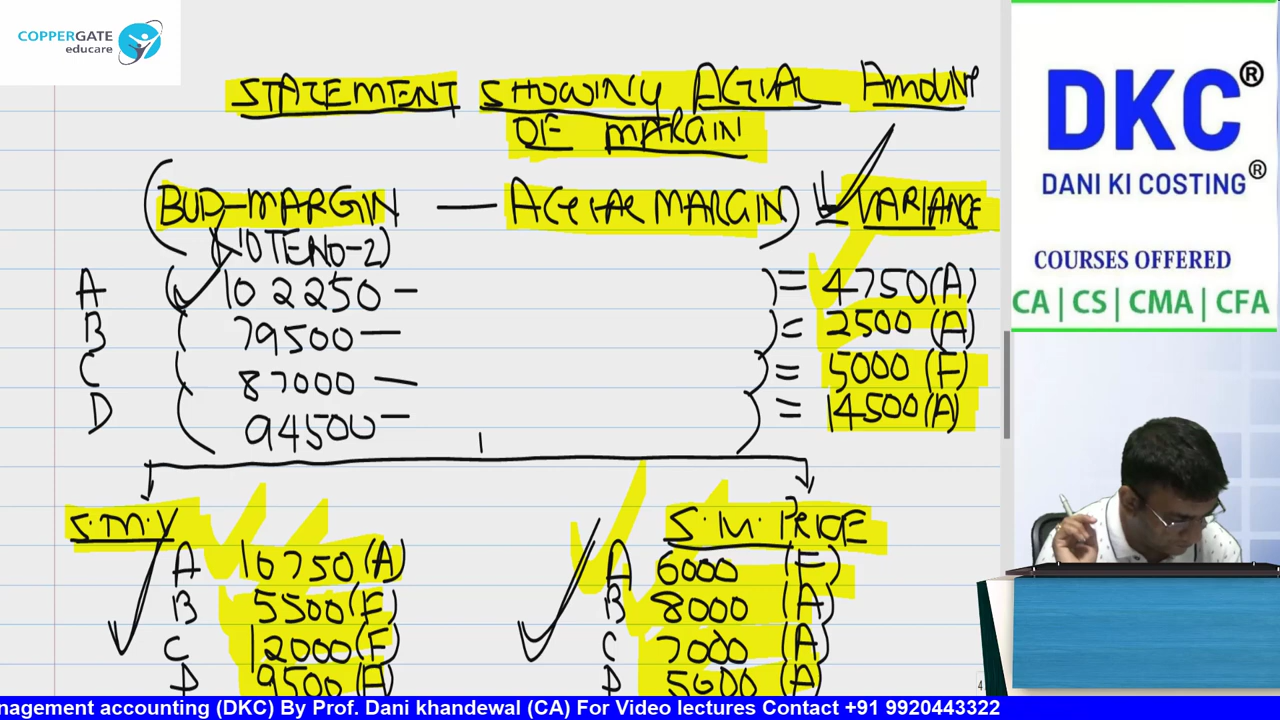 COPPERGATE
educare
STATEMENT SHOWING ACTUAL AMOUNT
OF MARGIN
(BUD-MARGIN — ACTUAL MARGIN) VARIANCE
(NOTENO-2)
A (102250 — ) = 4750(A)
B (79500 — ) = 2500 (A)
C (87000 — ) = 5000 (F)
D (94500 — ) = 14500(A)
S.M.V
A 10750(A)
B 5500(F)
C 12000(F)
D 9500(A)
S.M.PRICE
A 6000 (F)
B 8000 (A)
C 7000 (A)
D 5000 (A)
DKC®
DANI KI COSTING®
COURSES OFFERED
CA | CS | CMA | CFA
4
nagement accounting (DKC) By Prof. Dani khandewal (CA) For Video lectures Contact +91 9920443322